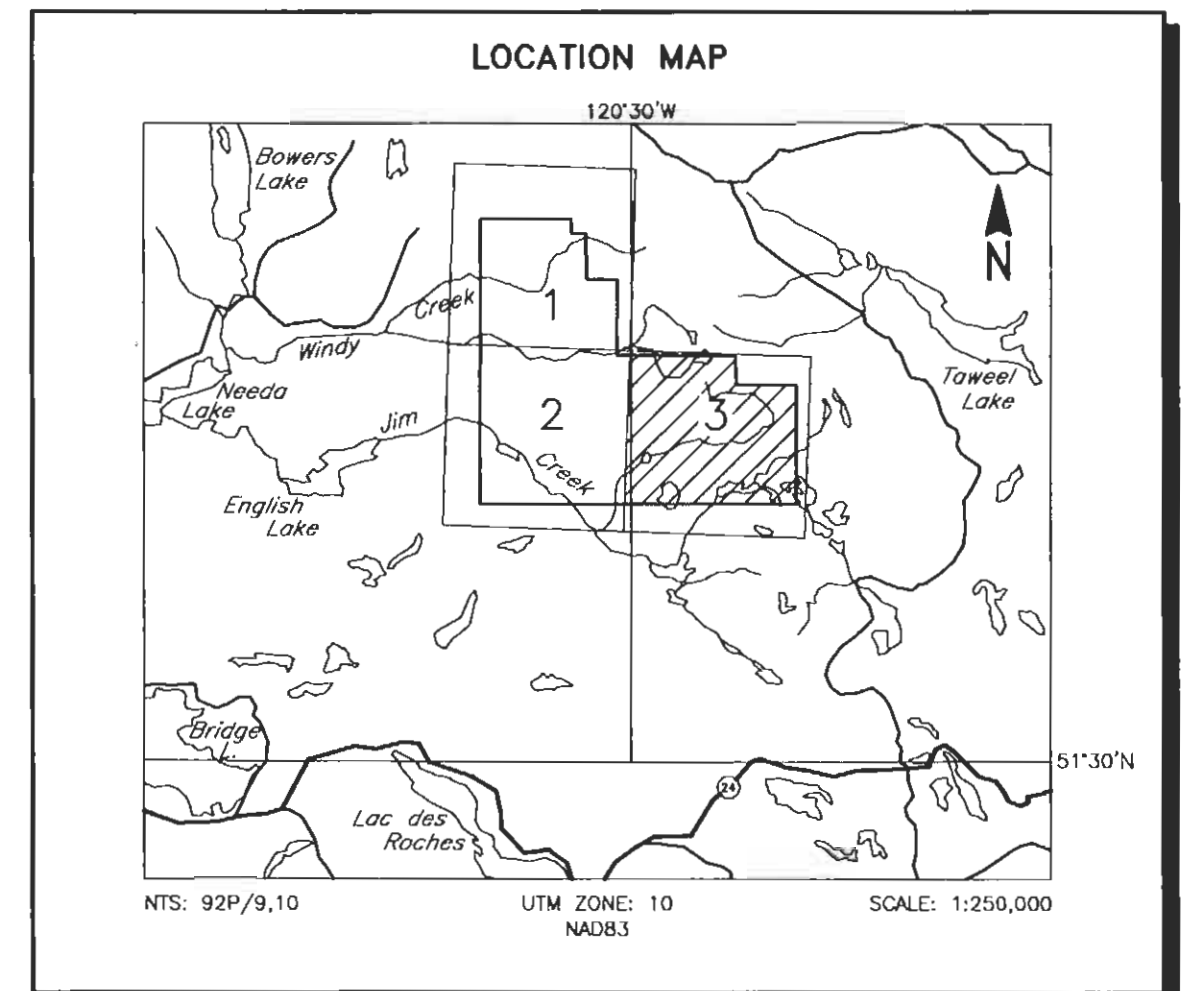 LOCATION MAP
120°30'W
Bowers
Lake
N
1
Creek
Windy
Needa
Lake
Taweel
Lake
2
3
Jim
Creek
English
Lake
Bridge
L.
51°30'N
24
Lac des
Roches
NTS: 92P/9,10
UTM ZONE: 10
SCALE: 1:250,000
NAD83